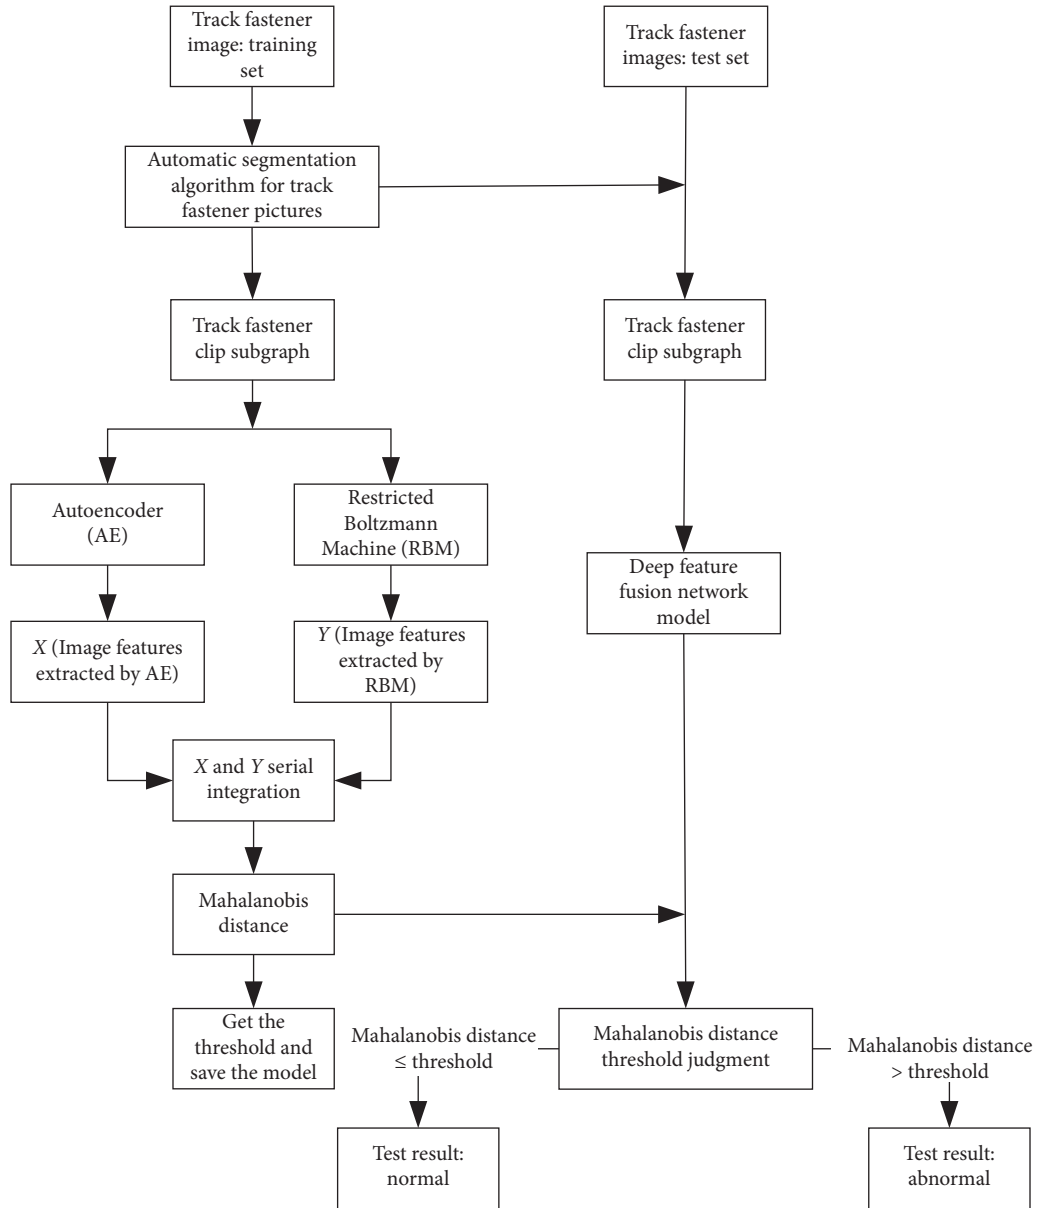 Track fastener
image: training
set
Track fastener
images: test set
Automatic segmentation
algorithm for track
fastener pictures
Track fastener
clip subgraph
Track fastener
clip subgraph
Autoencoder
(AE)
Restricted
Boltzmann
Machine (RBM)
Deep feature
fusion network
model
X (Image features
extracted by AE)
Y (Image features
extracted by
RBM)
X and Y serial
integration
Mahalanobis
distance
Get the
threshold and
save the model
Mahalanobis distance
≤ threshold
Mahalanobis distance
threshold judgment
Mahalanobis distance
> threshold
Test result:
normal
Test result:
abnormal